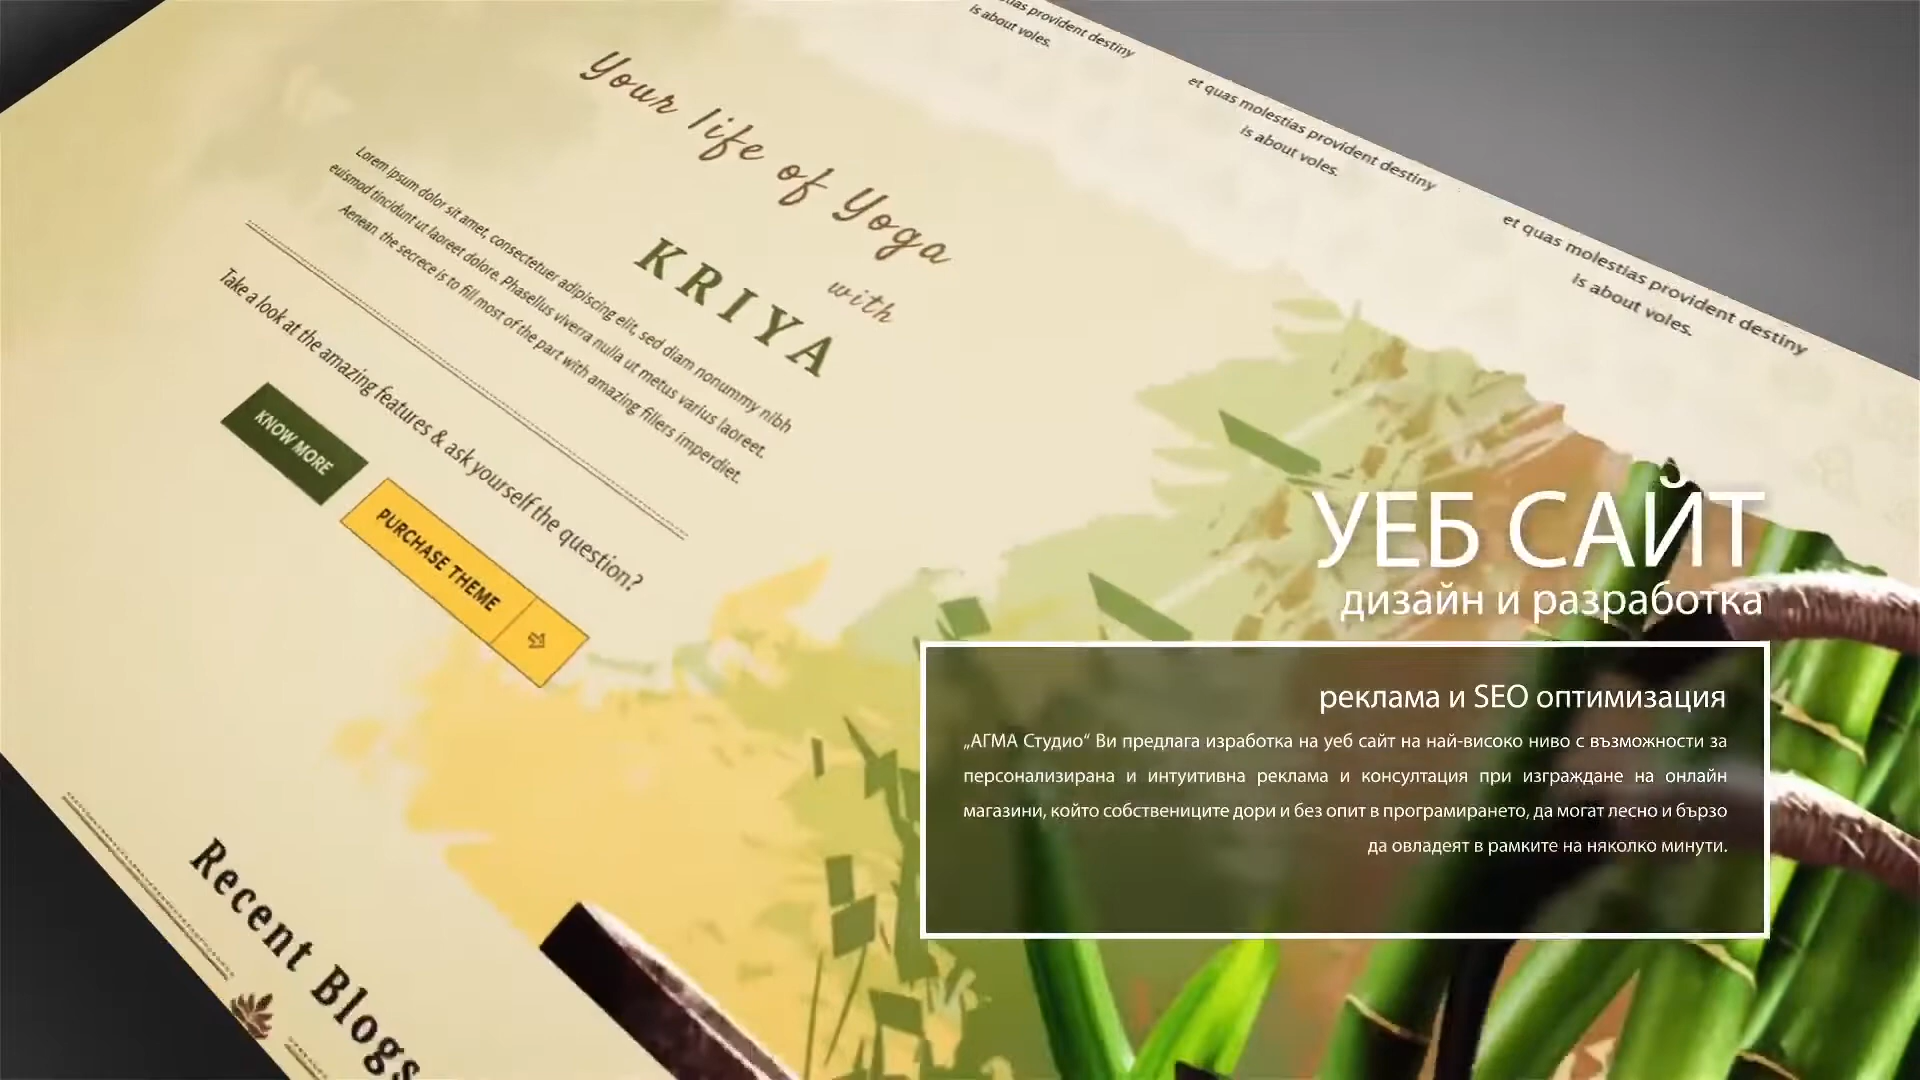 uas provident destiny
is about voles.
et quas molestias provident destiny
is about voles.
et quas molestias provident destiny
is about voles.
Your life of Yoga
with
KRIYA
Lorem ipsum dolor sit amet, consectetuer adipiscing elit, sed diam nonummy nibh
euismod tincidunt ut laoreet dolore. Phasellus viverra nulla ut metus varius laoreet.
Aenean the secrece is to fill most of the part with amazing fillers imperdiet.
Take a look at the amazing features & ask yourself the question?
KNOW MORE
PURCHASE THEME
Recent Blogs
УЕБ САЙТ
дизайн и разработка
реклама и SEO оптимизация
„АГМА Студио“ Ви предлага изработка на уеб сайт на най-високо ниво с възможности за
персонализирана и интуитивна реклама и консултация при изграждане на онлайн
магазини, който собствениците дори и без опит в програмирането, да могат лесно и бързо
да овладеят в рамките на няколко минути.